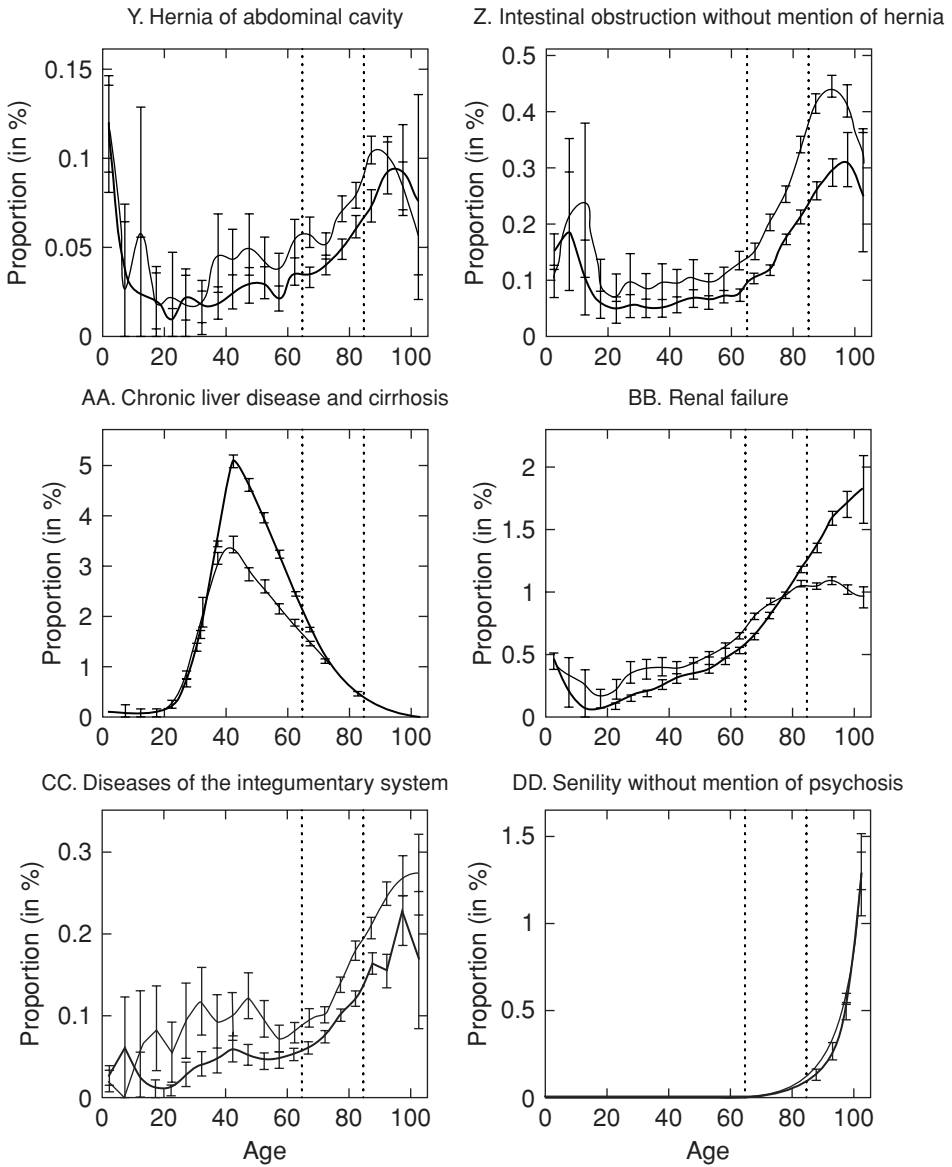 Y. Hernia of abdominal cavity
Proportion (in %)
0.15
0.1
0.05
0
0 20 40 60 80 100
Z. Intestinal obstruction without mention of hernia
Proportion (in %)
0.5
0.4
0.3
0.2
0.1
0
0 20 40 60 80 100
AA. Chronic liver disease and cirrhosis
Proportion (in %)
5
4
3
2
1
0
0 20 40 60 80 100
BB. Renal failure
Proportion (in %)
2
1.5
1
0.5
0
0 20 40 60 80 100
CC. Diseases of the integumentary system
Proportion (in %)
0.3
0.2
0.1
0
0 20 40 60 80 100
Age
DD. Senility without mention of psychosis
Proportion (in %)
1.5
1
0.5
0
0 20 40 60 80 100
Age